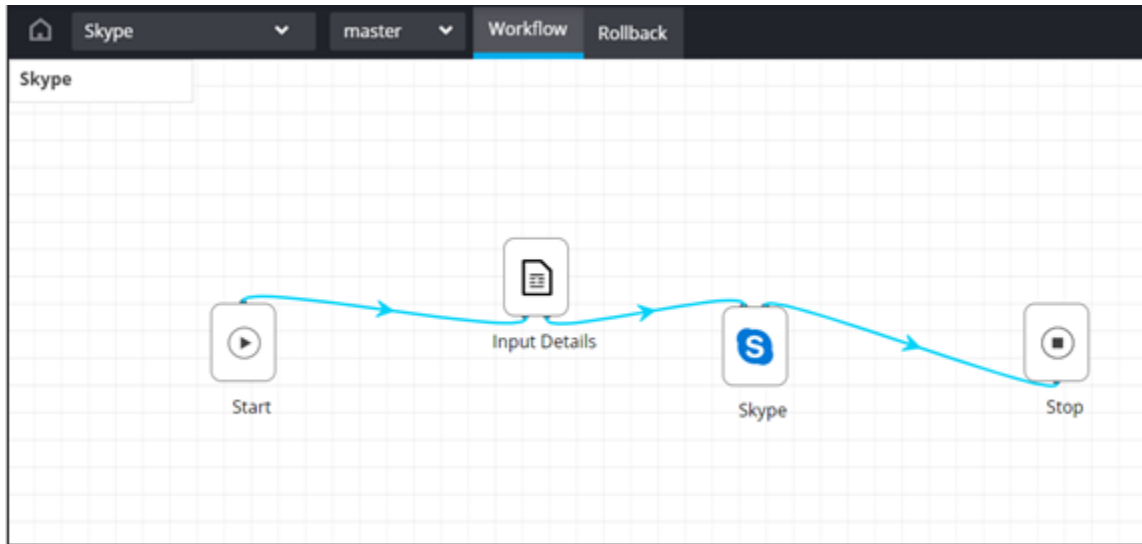 Skype
master
Workflow
Rollback
Skype
Input Details
Start
Skype
Stop